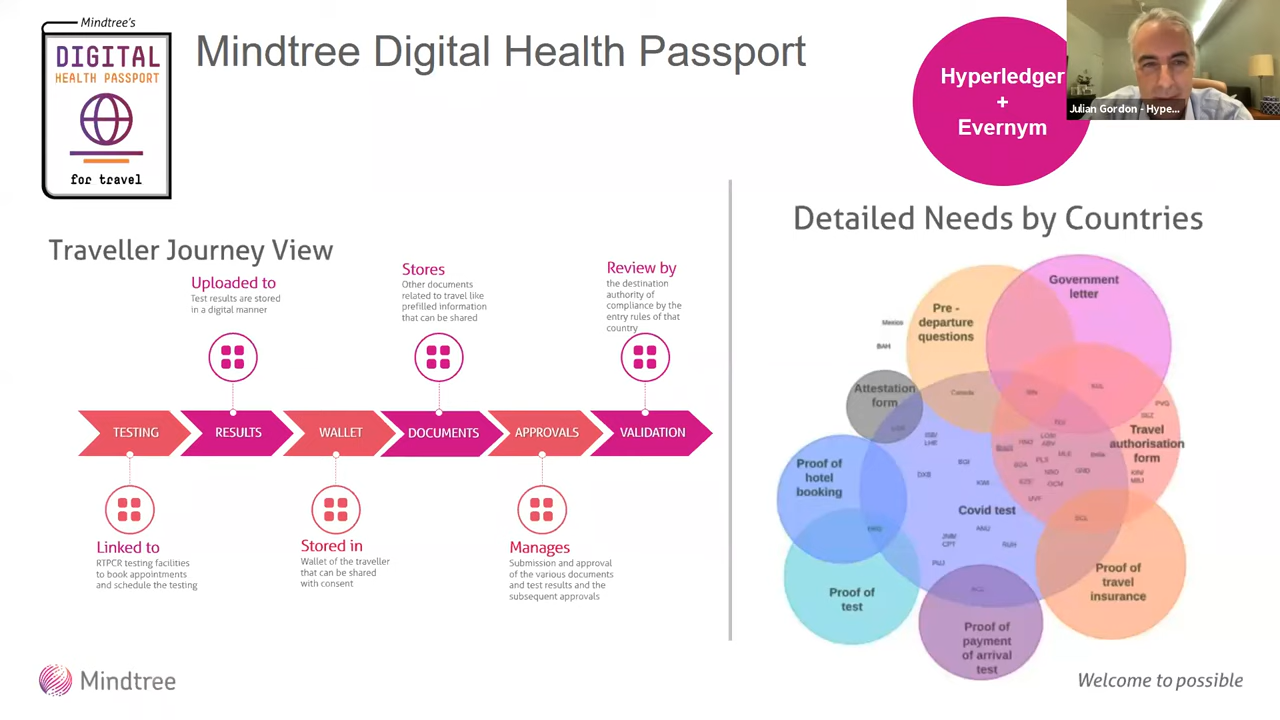 Mindtree's
DIGITAL
HEALTH PASSPORT
for travel
Mindtree Digital Health Passport
Hyperledger
+
Evernym
Julian Gordon - Hype...
Traveller Journey View
Uploaded to
Test results are stored
in a digital manner
Stores
Other documents
related to travel like
prefilled information
that can be shared
Review by
the destination
authority of
compliance by the
entry rules of that
country
TESTING
RESULTS
WALLET
DOCUMENTS
APPROVALS
VALIDATION
Linked to
RTPCR testing facilities
to book appointments
and schedule the testing
Stored in
Wallet of the traveller
that can be shared
with consent
Manages
Submission and approval
of the various documents
and test results and the
subsequent approvals
Detailed Needs by Countries
Government
letter
Pre -
departure
questions
Mexico
BAH
Attestation
form
Canada
Travel
authorisation
form
Proof of
hotel
booking
DXB
Covid test
JNB/
CPT
RUH
Proof of
test
Proof of
payment
of arrival
test
Proof of
travel
insurance
Mindtree
Welcome to possible